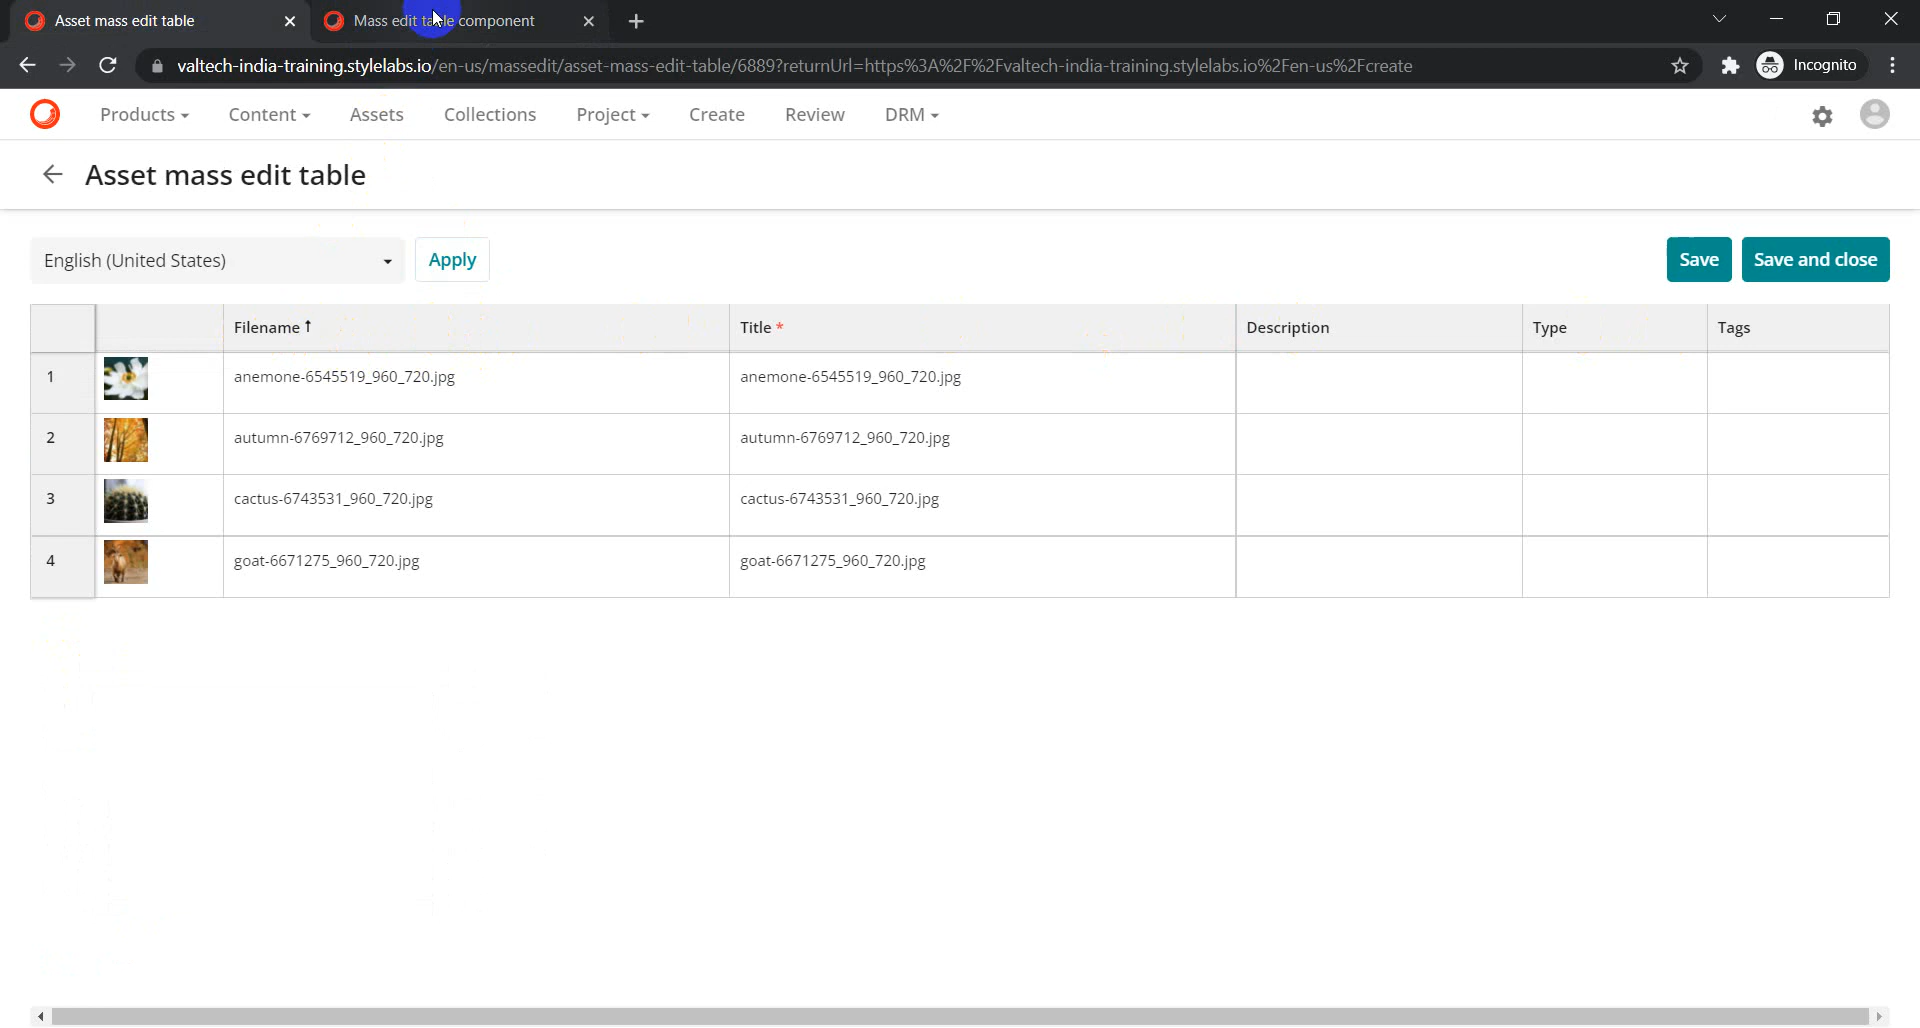 Asset mass edit table
Mass edit table component
valtech-india-training.stylelabs.io/en-us/massedit/asset-mass-edit-table/6889?returnUrl=https%3A%2F%2Fvaltech-india-training.stylelabs.io%2Fen-us%2Fcreate
Incognito
Products Content Assets Collections Project Create Review DRM
Asset mass edit table
English (United States) Apply Save Save and close
Filename ↑ Title * Description Type Tags
1 anemone-6545519_960_720.jpg anemone-6545519_960_720.jpg
2 autumn-6769712_960_720.jpg autumn-6769712_960_720.jpg
3 cactus-6743531_960_720.jpg cactus-6743531_960_720.jpg
4 goat-6671275_960_720.jpg goat-6671275_960_720.jpg